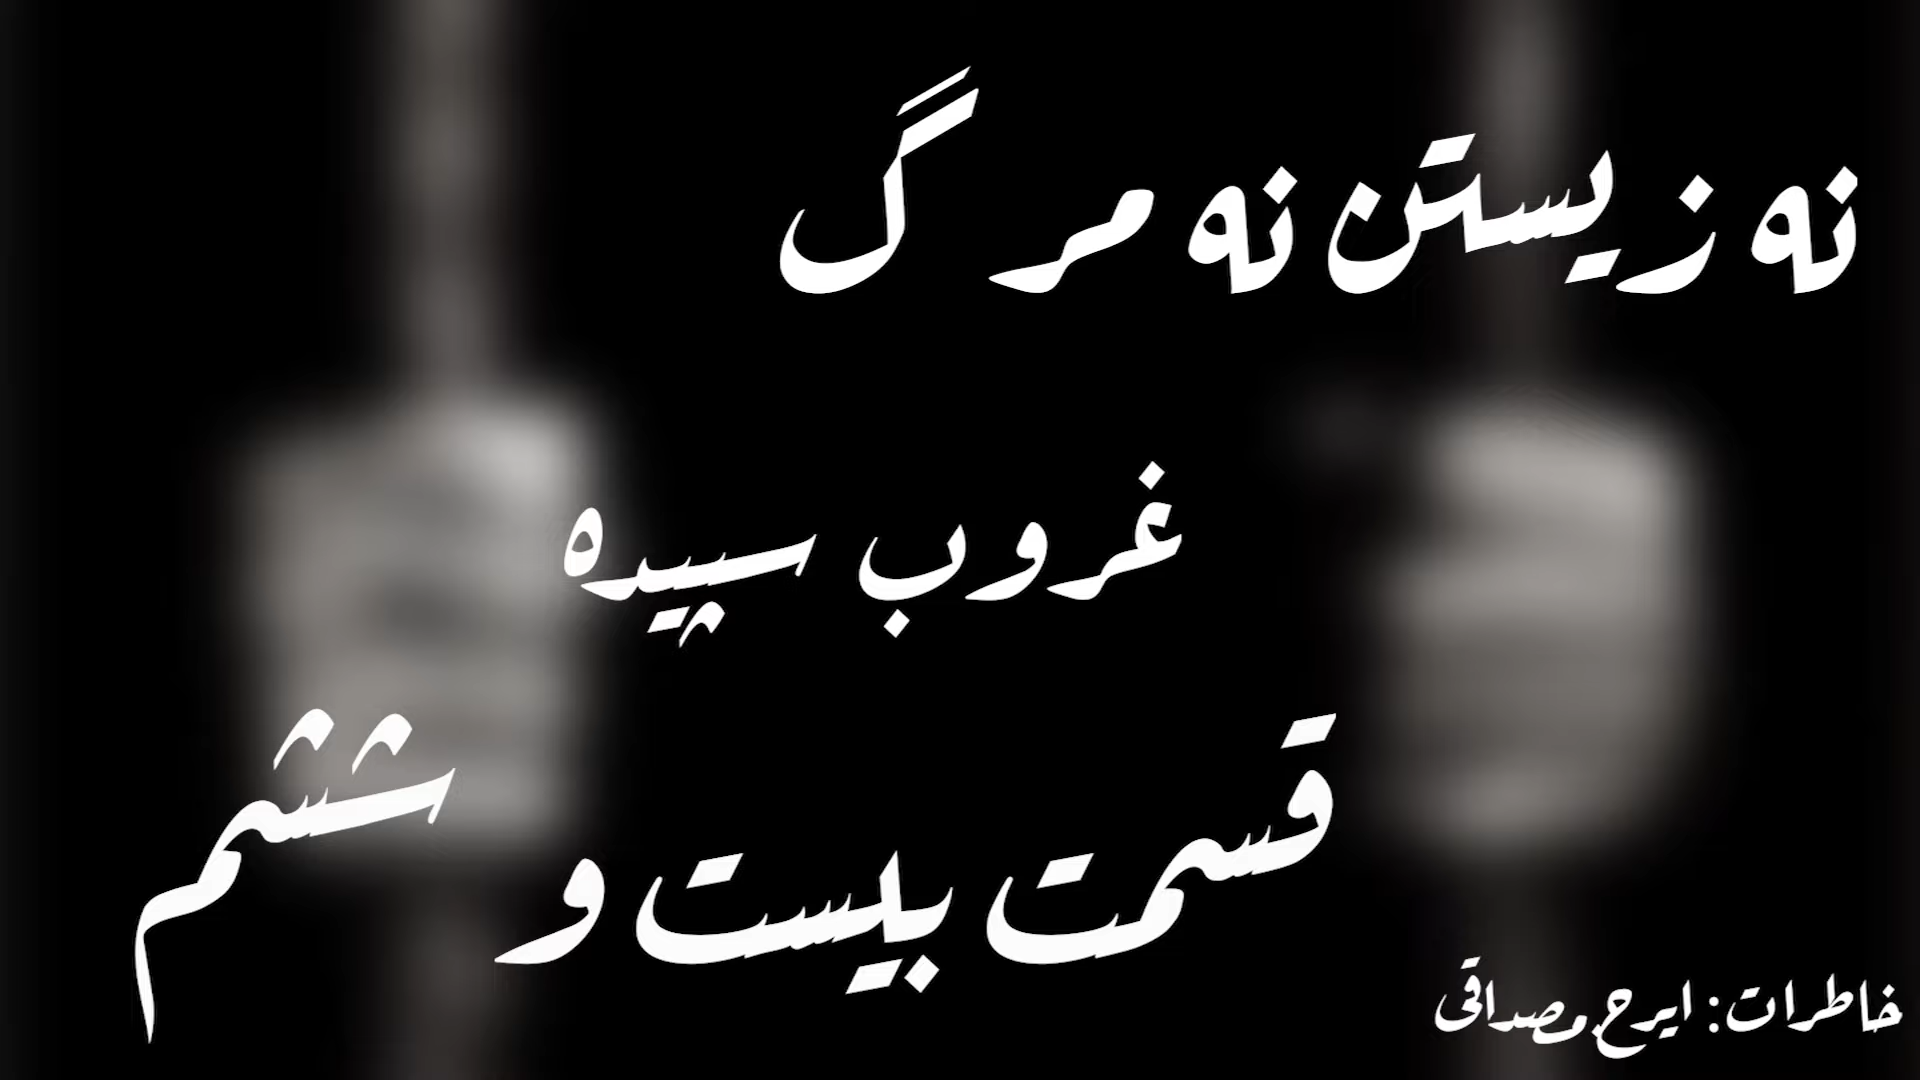 نه زیستن نه مرگ
غروب سپیده
قسمت بیست و ششم
خاطرات: ایرج مصداقی